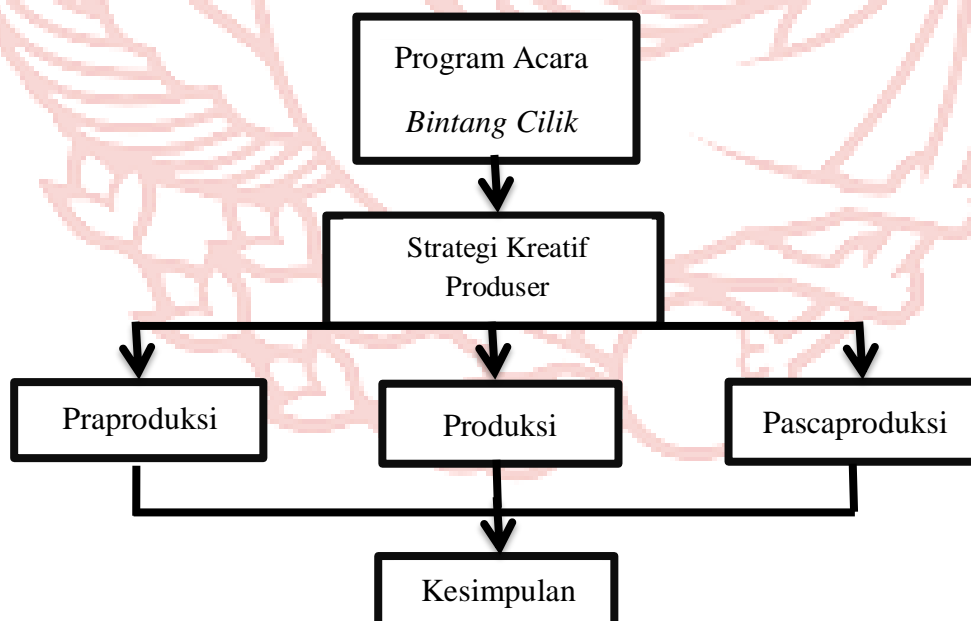 Program Acara
Bintang Cilik
Strategi Kreatif
Produser
Praproduksi
Produksi
Pascaproduksi
Kesimpulan